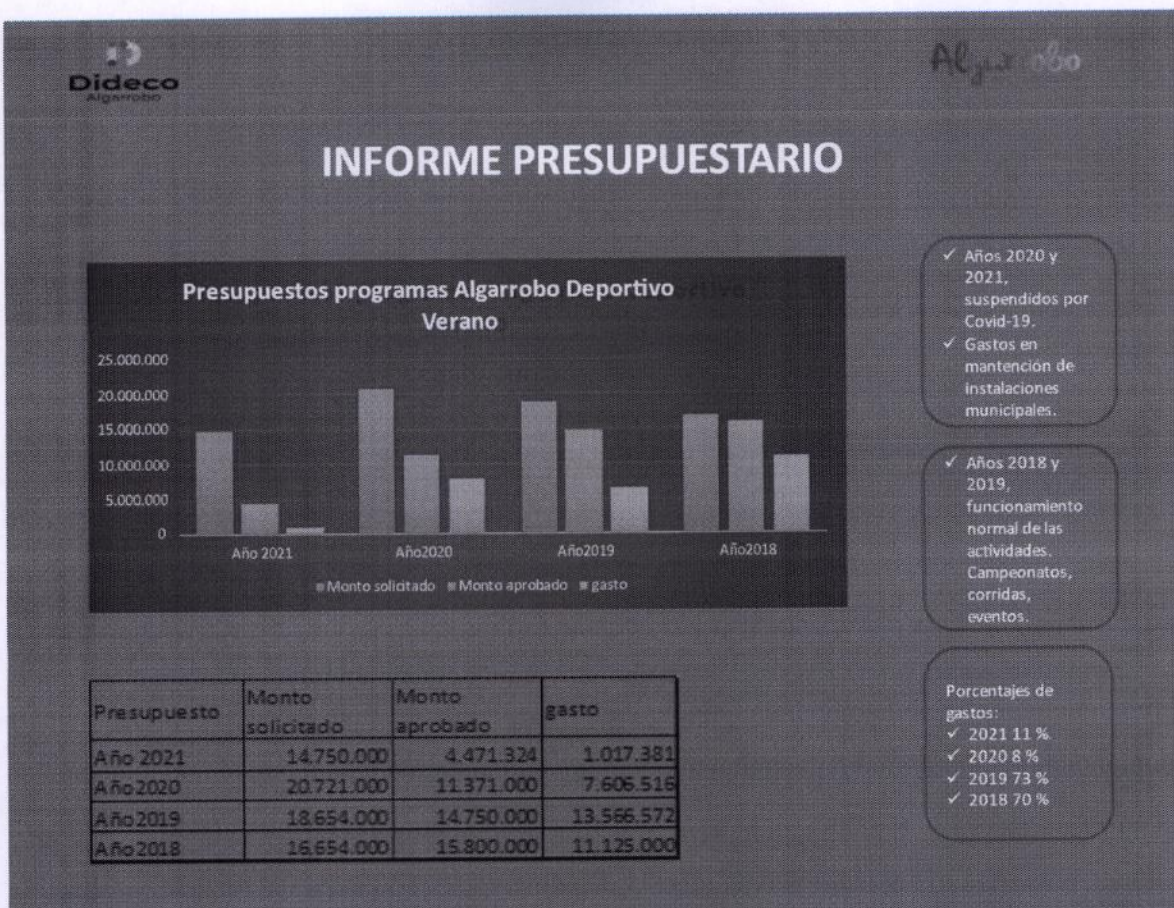 Dideco
Algarrobo
Algarrobo
INFORME PRESUPUESTARIO
Presupuestos programas Algarrobo Deportivo
Verano
25.000.000
20.000.000
15.000.000
10.000.000
5.000.000
0
Año 2021
Año2020
Año2019
Año2018
Monto solicitado
Monto aprobado
gasto
✓ Años 2020 y
2021,
suspendidos por
Covid-19.
✓ Gastos en
mantención de
instalaciones
municipales.
✓ Años 2018 y
2019,
funcionamiento
normal de las
actividades.
Campeonatos,
corridas,
eventos.
Presupuesto Monto solicitado Monto aprobado gasto
Año 2021 14.750.000 4.471.324 1.017.381
Año2020 20.721.000 11.371.000 7.606.516
Año2019 18.654.000 14.750.000 13.566.572
Año2018 16.654.000 15.800.000 11.125.000
Porcentajes de
gastos:
✓ 2021 11 %
✓ 2020 8 %
✓ 2019 73 %
✓ 2018 70 %